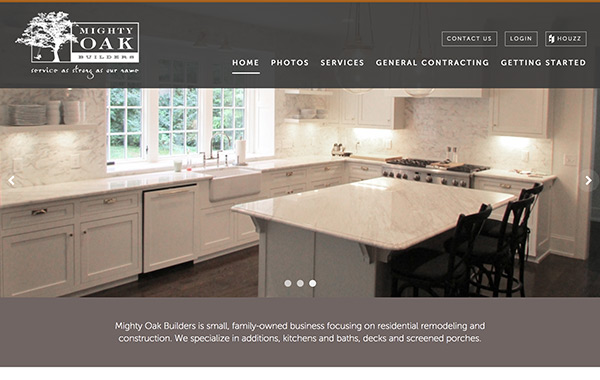 MIGHTY
OAK
BUILDERS
service as strong as our name
CONTACT US
LOGIN
HOUZZ
HOME PHOTOS SERVICES GENERAL CONTRACTING GETTING STARTED
Mighty Oak Builders is small, family-owned business focusing on residential remodeling and
construction. We specialize in additions, kitchens and baths, decks and screened porches.